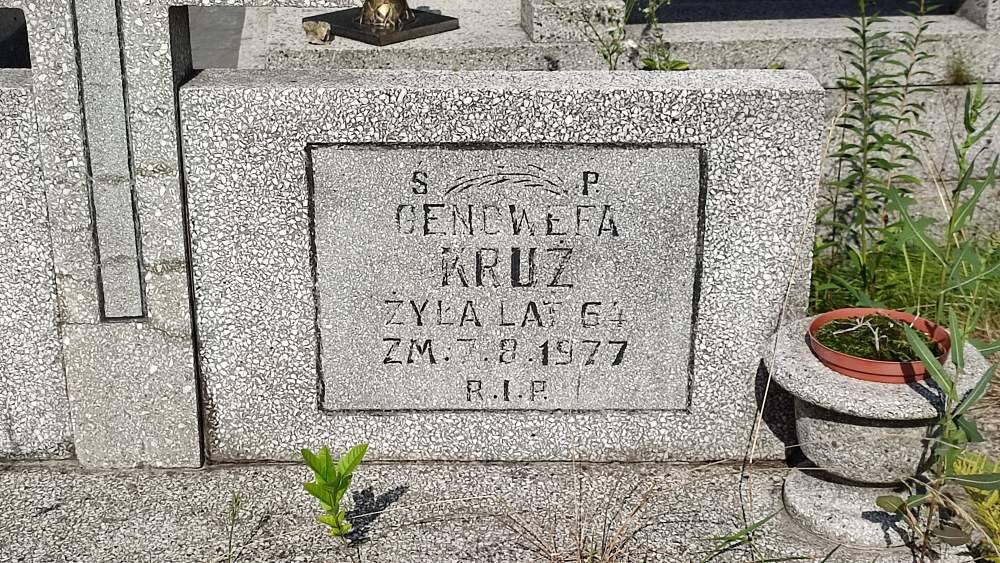 Ś P.
GENOWEFA
KRUŻ
ŻYŁA LAT 64
ZM. 7.8.1977
R.I.P.